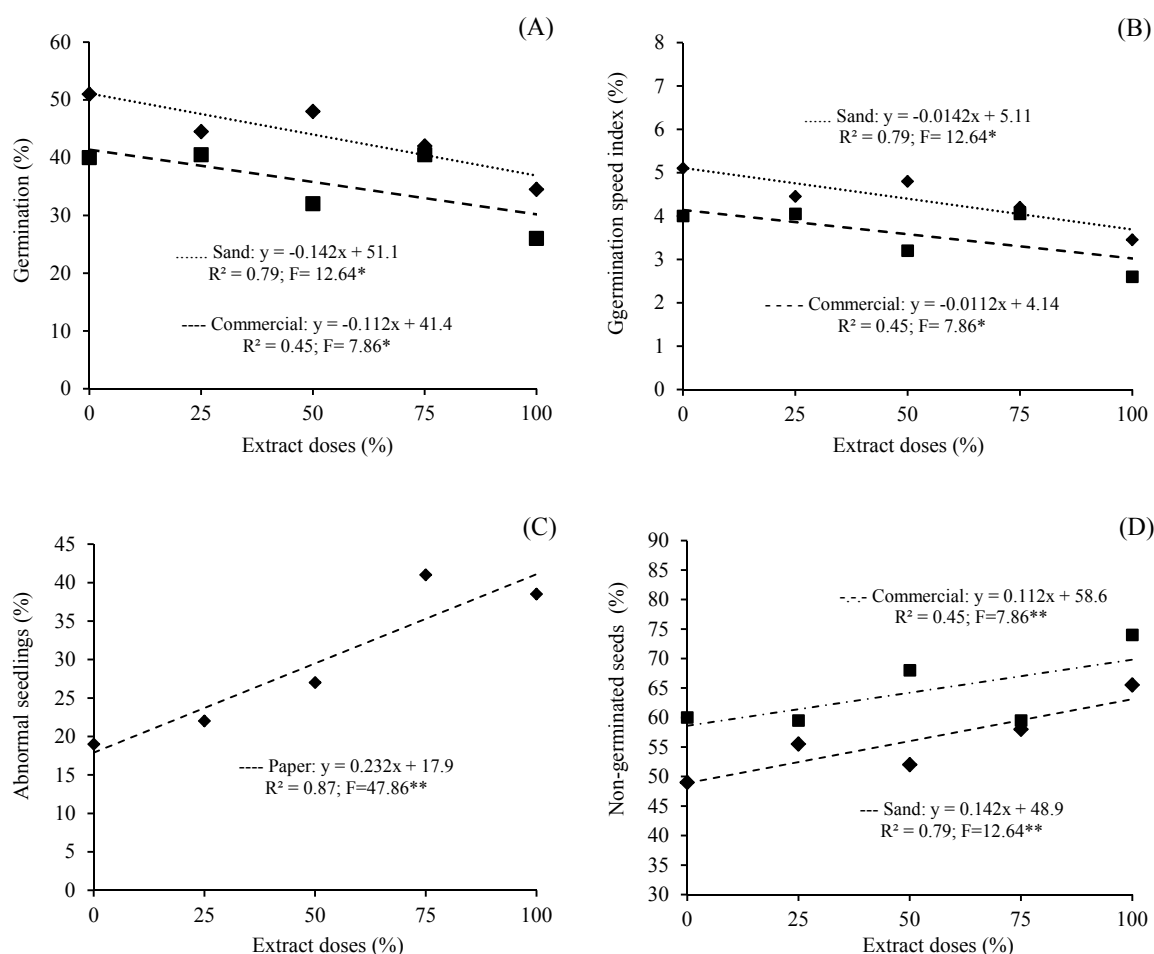 (A)
Germination (%)
60
50
40
30
20
10
0
...... Sand: y = -0.142x + 51.1
R² = 0.79; F= 12.64*
---- Commercial: y = -0.112x + 41.4
R² = 0.45; F= 7.86*
0 25 50 75 100
Extract doses (%)
(B)
Ggermination speed index (%)
8
7
6
5
4
3
2
1
0
...... Sand: y = -0.0142x + 5.11
R² = 0.79; F= 12.64*
- - - - Commercial: y = -0.0112x + 4.14
R² = 0.45; F= 7.86*
0 25 50 75 100
Extract doses (%)
(C)
Abnormal seedlings (%)
45
40
35
30
25
20
15
10
5
0
---- Paper: y = 0.232x + 17.9
R² = 0.87; F=47.86**
0 25 50 75 100
Extract doses (%)
(D)
Non-germinated seeds (%)
90
85
80
75
70
65
60
55
50
45
40
35
30
-·-·- Commercial: y = 0.112x + 58.6
R² = 0.45; F=7.86**
--- Sand: y = 0.142x + 48.9
R² = 0.79; F=12.64**
0 25 50 75 100
Extract doses (%)